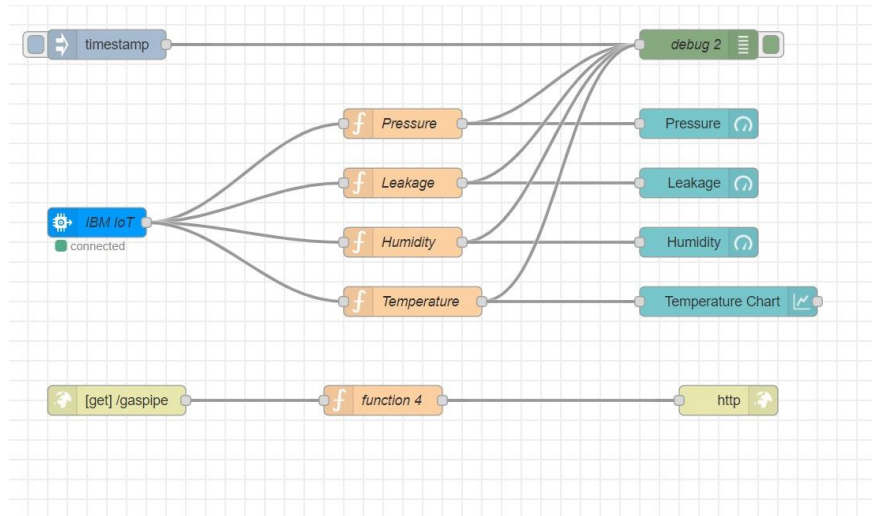 timestamp
debug 2
Pressure
Pressure
Leakage
Leakage
IBM IoT
connected
Humidity
Humidity
Temperature
Temperature Chart
[get] /gaspipe
function 4
http